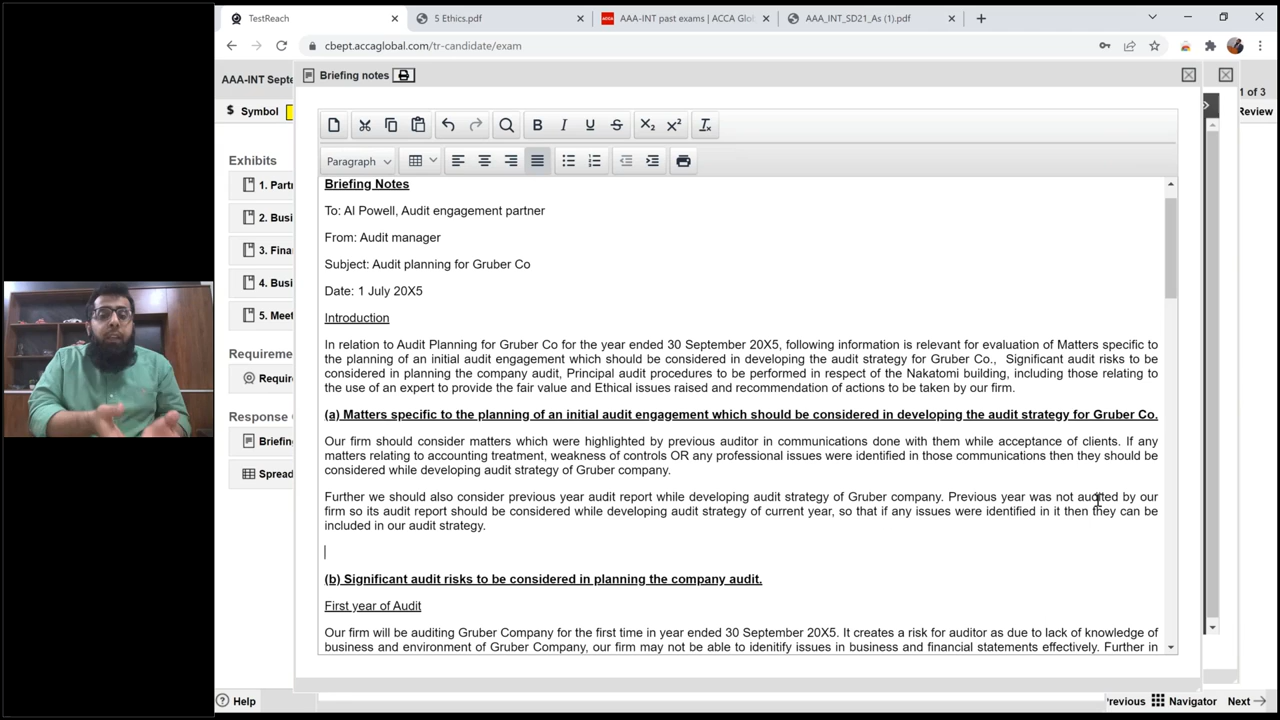 TestReach
5 Ethics.pdf
AAA-INT past exams | ACCA Glol
AAA_INT_SD21_As (1).pdf
cbept.accaglobal.com/tr-candidate/exam
AAA-INT Septe
Briefing notes
1 of 3
$ Symbol
Review
Paragraph
Exhibits
1. Partr
2. Busi
3. Fina
4. Busi
5. Meet
Requireme
Requir
Response O
Briefin
Spread
Briefing Notes
To: Al Powell, Audit engagement partner
From: Audit manager
Subject: Audit planning for Gruber Co
Date: 1 July 20X5
Introduction
In relation to Audit Planning for Gruber Co for the year ended 30 September 20X5, following information is relevant for evaluation of Matters specific to
the planning of an initial audit engagement which should be considered in developing the audit strategy for Gruber Co., Significant audit risks to be
considered in planning the company audit, Principal audit procedures to be performed in respect of the Nakatomi building, including those relating to
the use of an expert to provide the fair value and Ethical issues raised and recommendation of actions to be taken by our firm.
(a) Matters specific to the planning of an initial audit engagement which should be considered in developing the audit strategy for Gruber Co.
Our firm should consider matters which were highlighted by previous auditor in communications done with them while acceptance of clients. If any
matters relating to accounting treatment, weakness of controls OR any professional issues were identified in those communications then they should be
considered while developing audit strategy of Gruber company.
Further we should also consider previous year audit report while developing audit strategy of Gruber company. Previous year was not audited by our
firm so its audit report should be considered while developing audit strategy of current year, so that if any issues were identified in it then they can be
included in our audit strategy.
(b) Significant audit risks to be considered in planning the company audit.
First year of Audit
Our firm will be auditing Gruber Company for the first time in year ended 30 September 20X5. It creates a risk for auditor as due to lack of knowledge of
business and environment of Gruber Company, our firm may not be able to idenitify issues in business and financial statements effectively. Further in
Help
revious
Navigator
Next